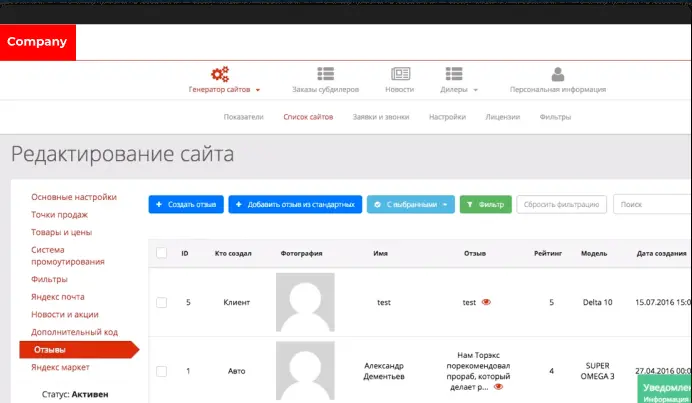 Company
Генератор сайтов
Заказы субдилеров
Новости
Дилеры
Персональная информация
Показатели
Список сайтов
Заявки и звонки
Настройки
Лицензии
Фильтры
Редактирование сайта
Основные настройки
Точки продаж
Товары и цены
Система
промоутирования
Фильтры
Яндекс почта
Новости и акции
Дополнительный код
Отзывы
Яндекс маркет
Статус: Активен
+ Создать отзыв
+ Добавить отзыв из стандартных
С выбранными
Фильтр
Сбросить фильтрацию
Поиск
ID
Кто создал
Фотография
Имя
Отзыв
Рейтинг
Модель
Дата создания
5
Клиент
test
test
5
Delta 10
15.07.2016 15:0
1
Авто
Александр
Дементьев
Нам Торэкс
порекомендовал
прораб, который
делает р...
4
SUPER
OMEGA 3
27.04.2016 00:0
Уведомлен
Информация